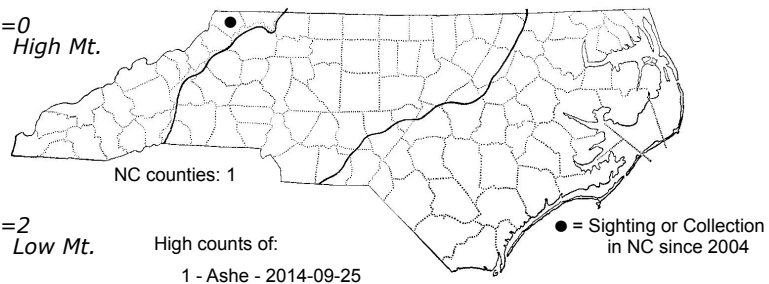 =0
High Mt.
NC counties: 1
=2
Low Mt.
High counts of:
1 - Ashe - 2014-09-25
● = Sighting or Collection
in NC since 2004